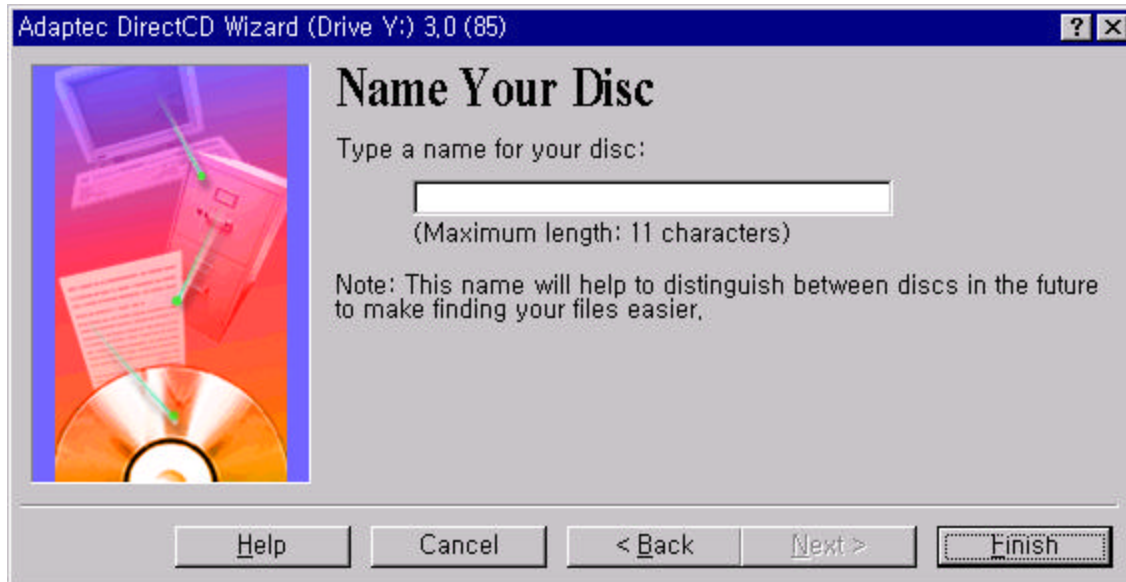 Adaptec DirectCD Wizard (Drive Y:) 3,0 (85)
Name Your Disc
Type a name for your disc:
(Maximum length: 11 characters)
Note: This name will help to distinguish between discs in the future
to make finding your files easier,
Help
Cancel
< Back
Next >
Finish